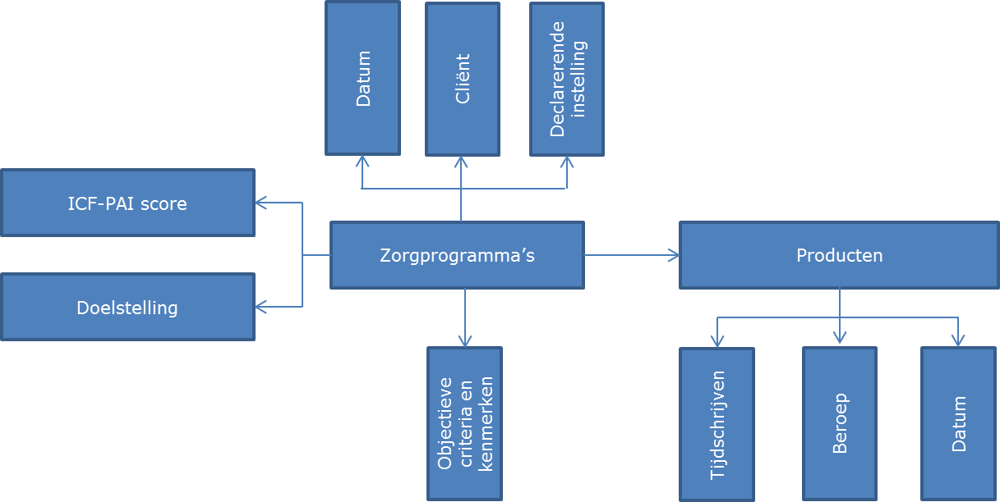 Datum
Cliënt
Declarerende
instelling
ICF-PAI score
Zorgprogramma’s
Producten
Doelstelling
Objectieve
criteria en
kenmerken
Tijdschrijven
Beroep
Datum